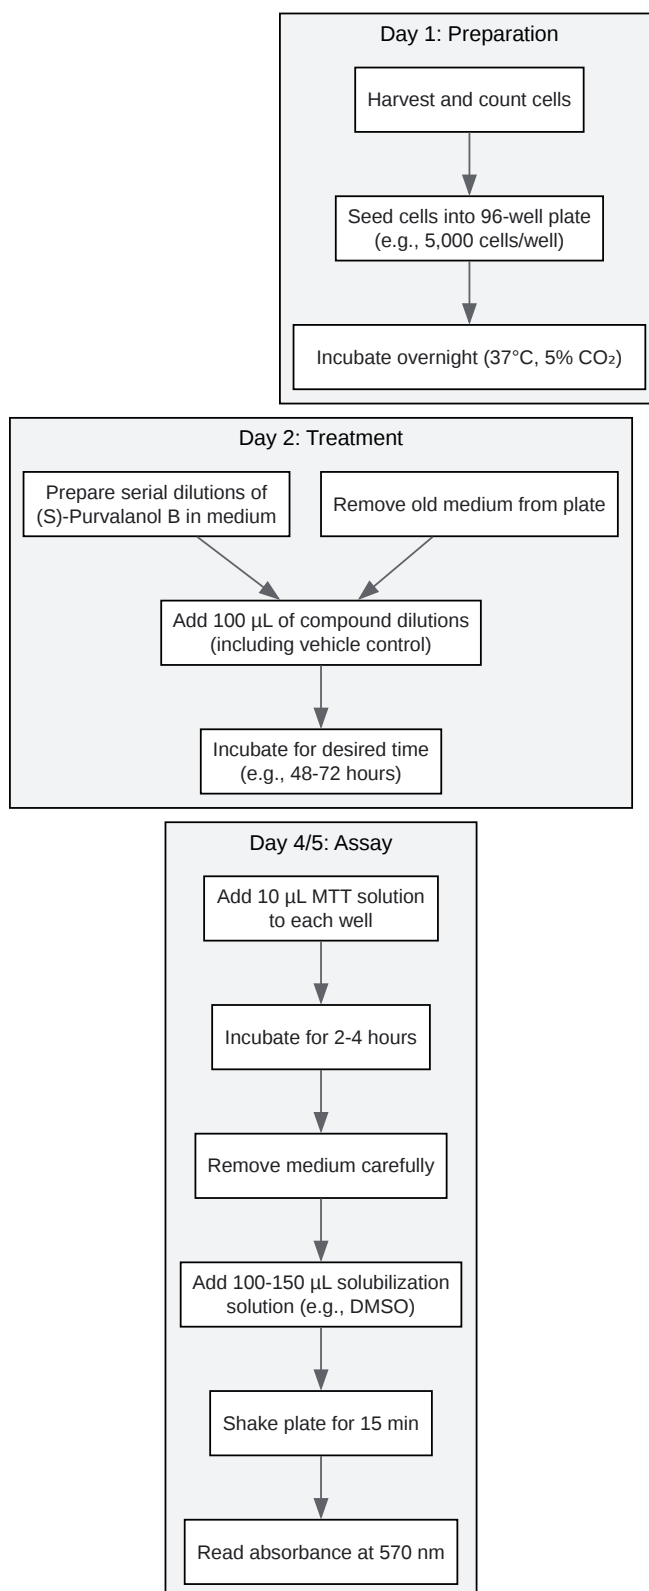 Day 1: Preparation
Harvest and count cells
Seed cells into 96-well plate
(e.g., 5,000 cells/well)
Incubate overnight (37°C, 5% CO₂)
Day 2: Treatment
Prepare serial dilutions of
(S)-Purvalanol B in medium
Remove old medium from plate
Add 100 µL of compound dilutions
(including vehicle control)
Incubate for desired time
(e.g., 48-72 hours)
Day 4/5: Assay
Add 10 µL MTT solution
to each well
Incubate for 2-4 hours
Remove medium carefully
Add 100-150 µL solubilization
solution (e.g., DMSO)
Shake plate for 15 min
Read absorbance at 570 nm